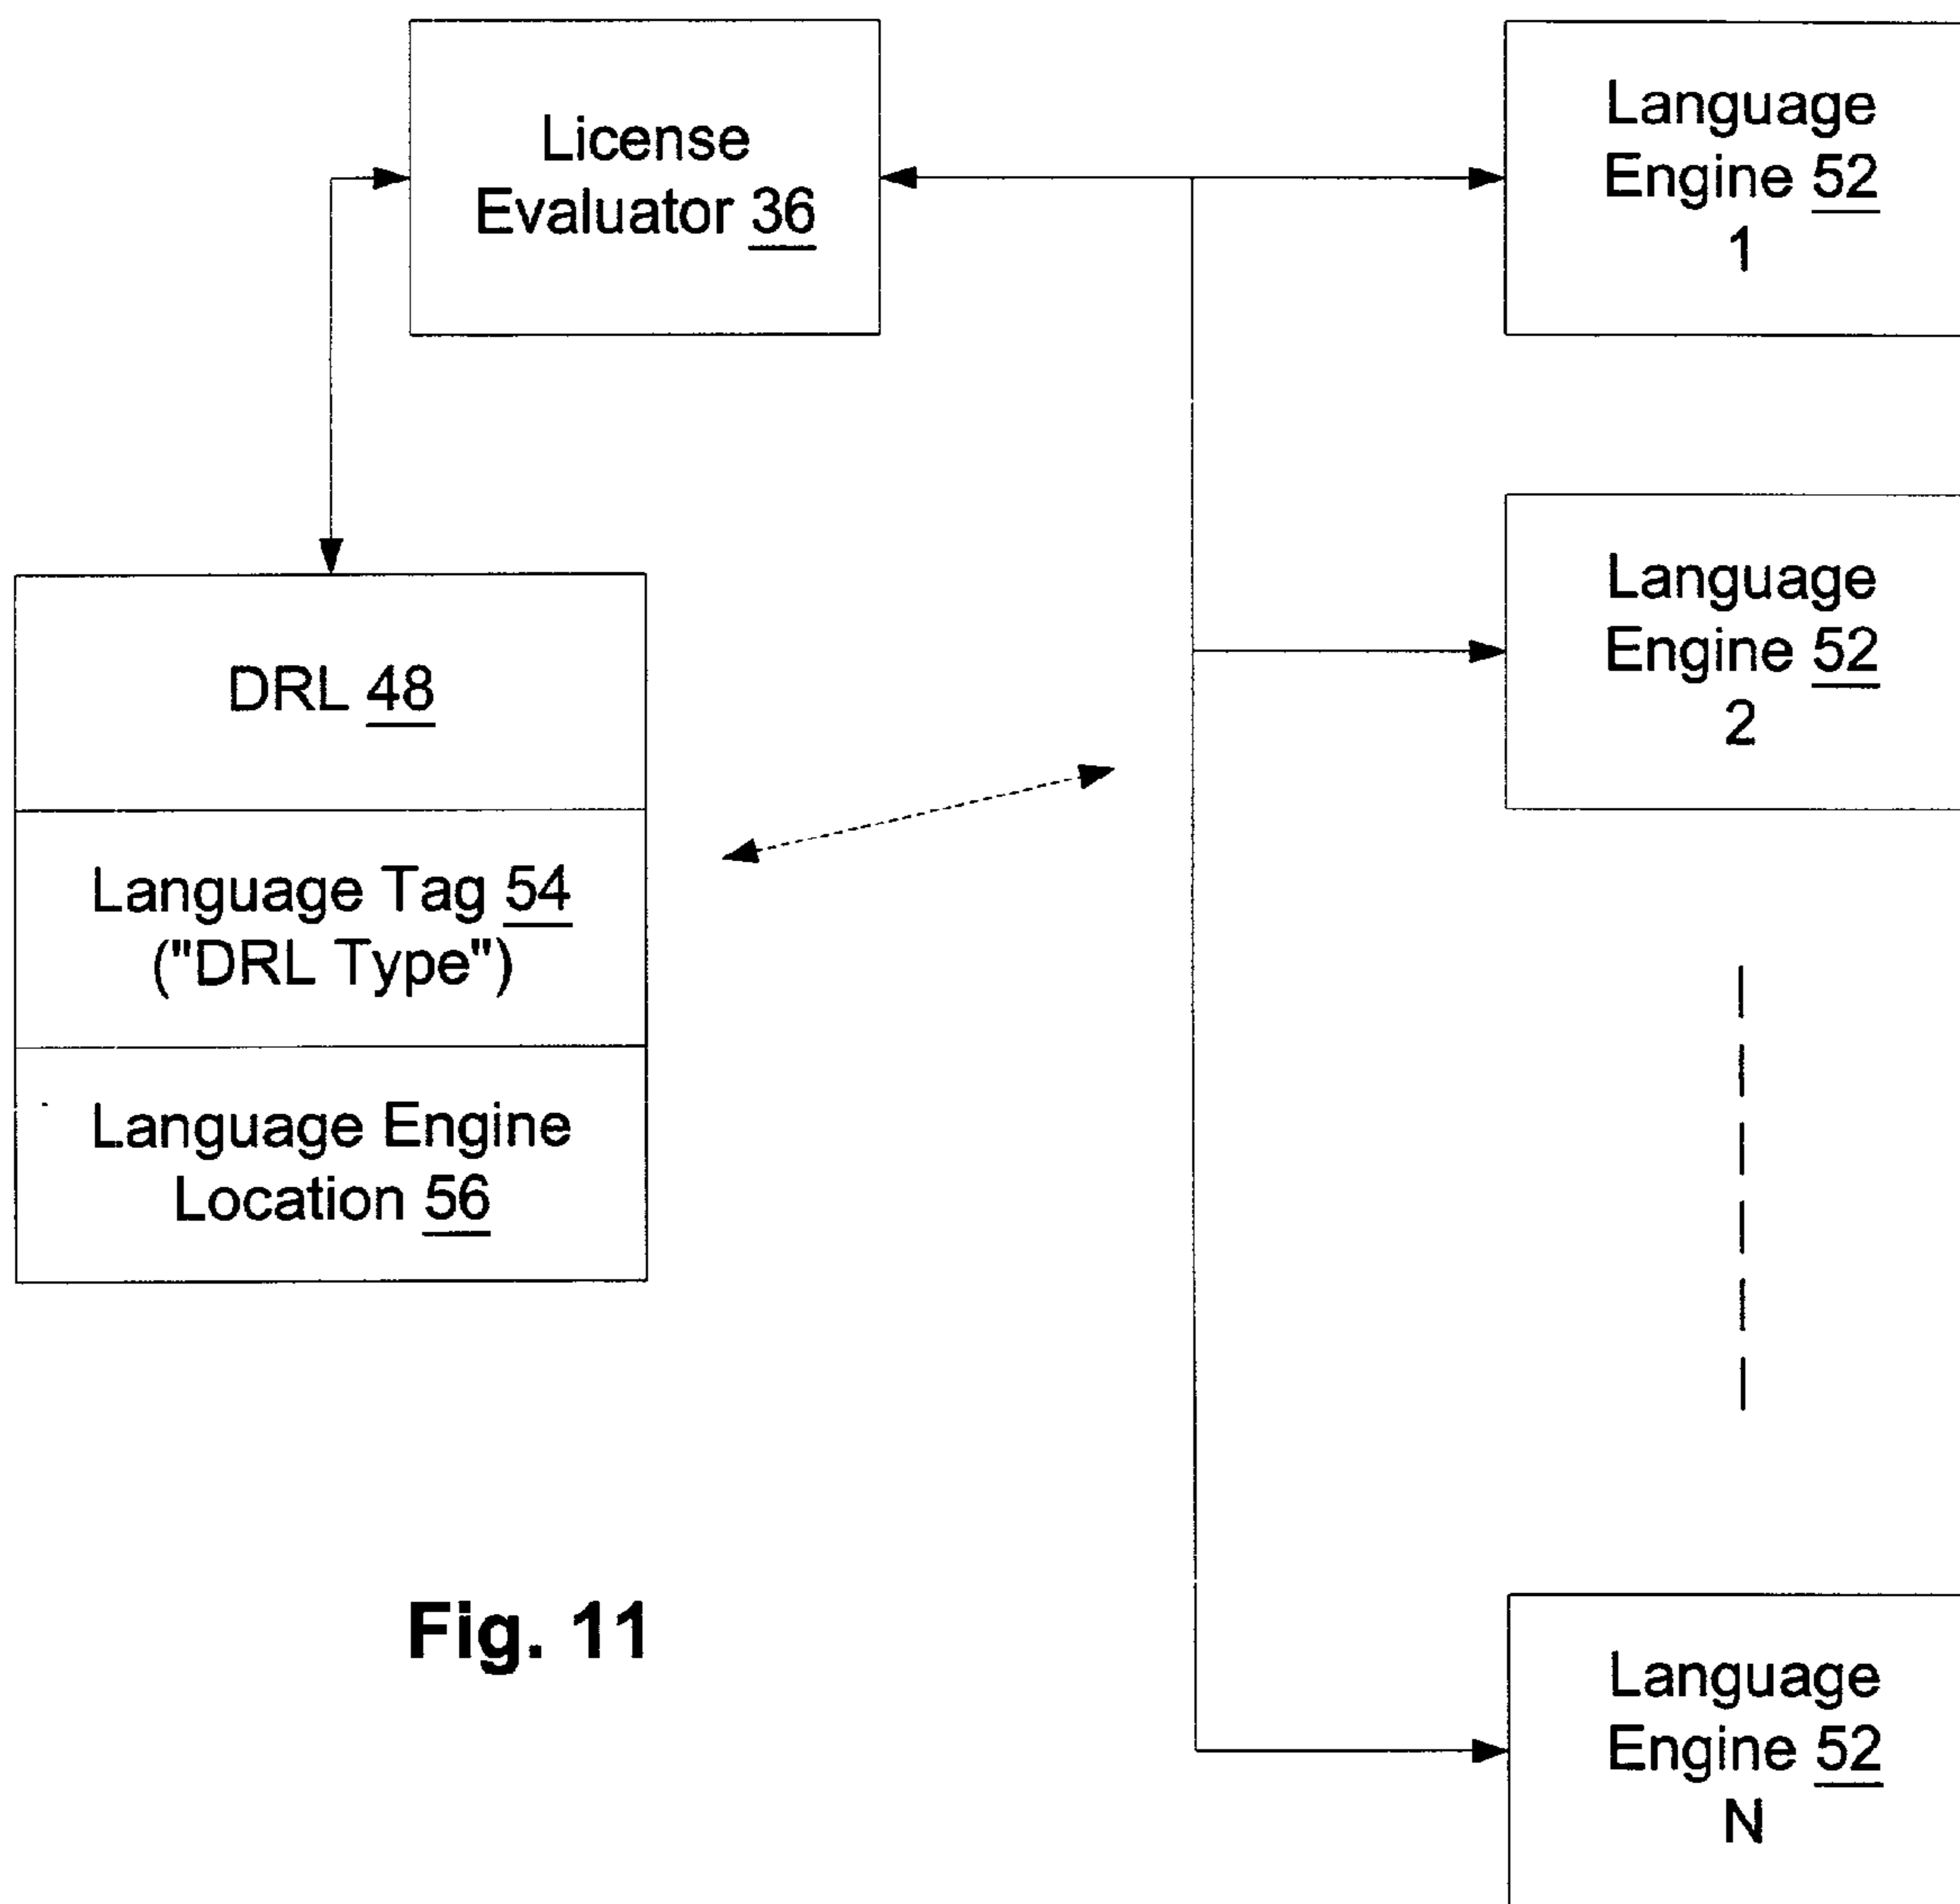 License
Evaluator 36
Language
Engine 52
1
Language
Engine 52
2
DRL 48
Language Tag 54
("DRL Type")
Language Engine
Location 56
Fig. 11
Language
Engine 52
N